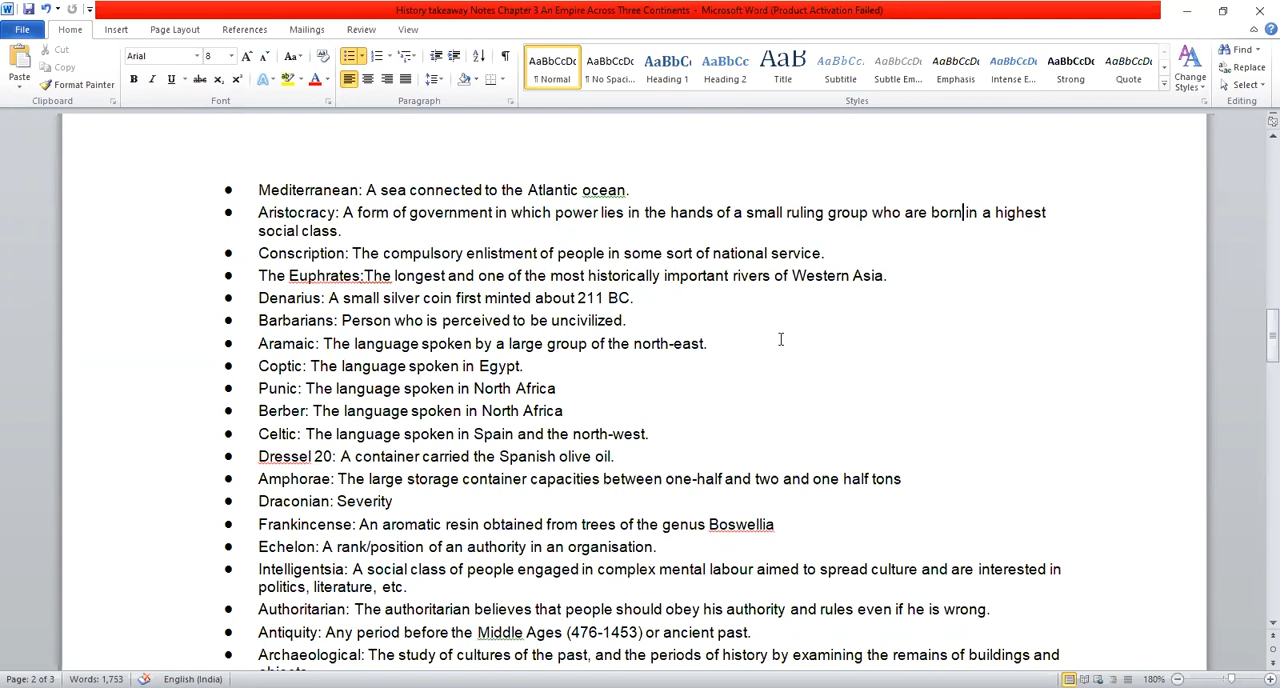 History takeaway Notes Chapter 3 An Empire Across Three Continents - Microsoft Word (Product Activation Failed)
File Home Insert Page Layout References Mailings Review View
Cut
Copy
Paste Format Painter
Clipboard
Arial 8
Font
Paragraph
AaBbCcDc AaBbCcDc AaBbC AaBbCc AaB AaBbCc. AaBbCcDc AaBbCcDc AaBbCcDc AaBbCcDc AaBbCcDc
¶ Normal ¶ No Spaci... Heading 1 Heading 2 Title Subtitle Subtle Em... Emphasis Intense E... Strong Quote
Change Styles
Styles
Find
Replace
Select
Editing
● Mediterranean: A sea connected to the Atlantic ocean.
● Aristocracy: A form of government in which power lies in the hands of a small ruling group who are born in a highest
social class.
● Conscription: The compulsory enlistment of people in some sort of national service.
● The Euphrates:The longest and one of the most historically important rivers of Western Asia.
● Denarius: A small silver coin first minted about 211 BC.
● Barbarians: Person who is perceived to be uncivilized.
● Aramaic: The language spoken by a large group of the north-east.
● Coptic: The language spoken in Egypt.
● Punic: The language spoken in North Africa
● Berber: The language spoken in North Africa
● Celtic: The language spoken in Spain and the north-west.
● Dressel 20: A container carried the Spanish olive oil.
● Amphorae: The large storage container capacities between one-half and two and one half tons
● Draconian: Severity
● Frankincense: An aromatic resin obtained from trees of the genus Boswellia
● Echelon: A rank/position of an authority in an organisation.
● Intelligentsia: A social class of people engaged in complex mental labour aimed to spread culture and are interested in
politics, literature, etc.
● Authoritarian: The authoritarian believes that people should obey his authority and rules even if he is wrong.
● Antiquity: Any period before the Middle Ages (476-1453) or ancient past.
● Archaeological: The study of cultures of the past, and the periods of history by examining the remains of buildings and
objects
Page: 2 of 3 Words: 1,753 English (India) 180%